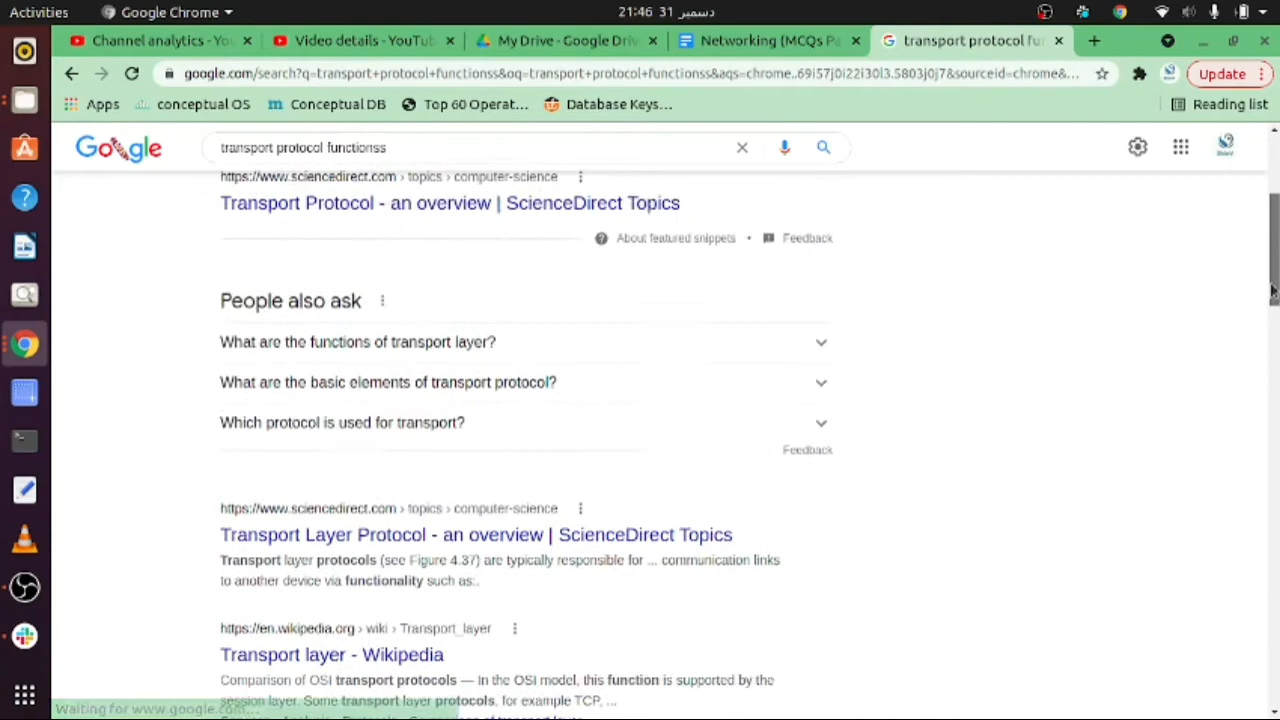 Activities Google Chrome 21:46 31 دسمبر
Channel analytics - You Video details - YouTub My Drive - Google Driv Networking (MCQs Pa transport protocol fun
google.com/search?q=transport+protocol+functionss&oq=transport+protocol+functionss&aqs=chrome..69i57j0i22i30l3.5803j0j7&sourceid=chrome&... Update
Apps conceptual OS Conceptual DB Top 60 Operat... Database Keys... Reading list
Google transport protocol functionss
https://www.sciencedirect.com › topics › computer-science
Transport Protocol - an overview | ScienceDirect Topics
About featured snippets • Feedback
People also ask
What are the functions of transport layer?
What are the basic elements of transport protocol?
Which protocol is used for transport?
Feedback
https://www.sciencedirect.com › topics › computer-science
Transport Layer Protocol - an overview | ScienceDirect Topics
Transport layer protocols (see Figure 4.37) are typically responsible for ... communication links
to another device via functionality such as:.
https://en.wikipedia.org › wiki › Transport_layer
Transport layer - Wikipedia
Comparison of OSI transport protocols — In the OSI model, this function is supported by the
session layer. Some transport layer protocols, for example TCP, ...
Waiting for www.google.com...